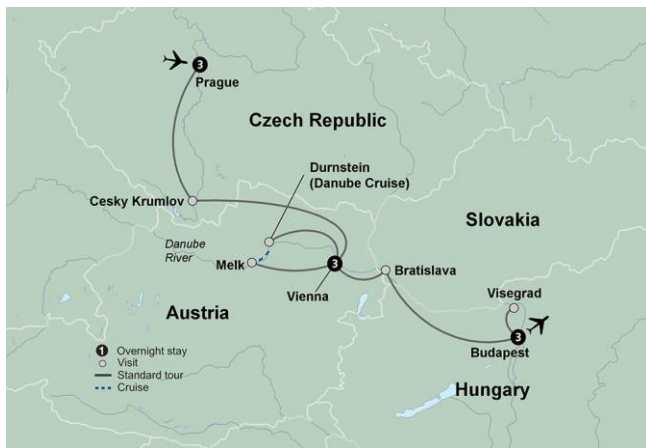 3
Prague
Czech Republic
Durnstein
(Danube Cruise)
Cesky Krumlov
Slovakia
Danube
River
Melk
3
Bratislava
Vienna
Visegrad
Austria
3
Budapest
1 Overnight stay
Visit
Standard tour
Cruise
Hungary